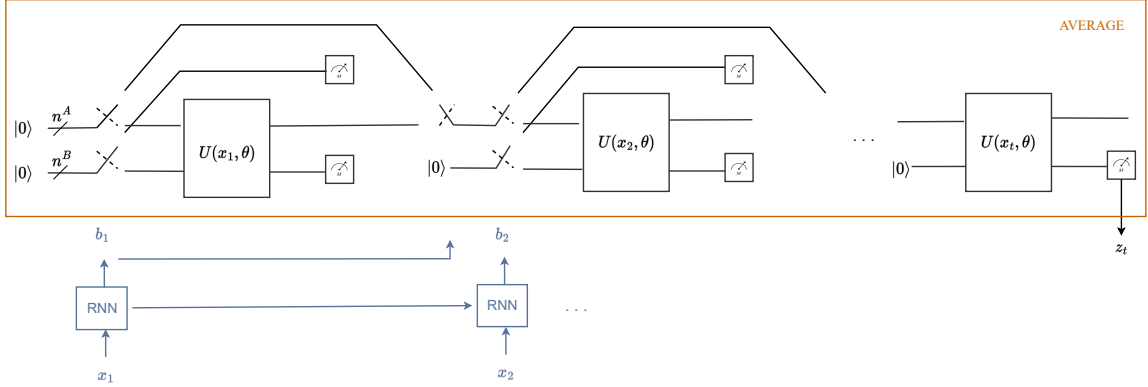 AVERAGE
|0⟩ n^A
|0⟩ n^B
U(x_1, θ)
|0⟩
U(x_2, θ)
. . .
|0⟩
U(x_t, θ)
z_t
b_1
b_2
RNN
RNN
. . .
x_1
x_2